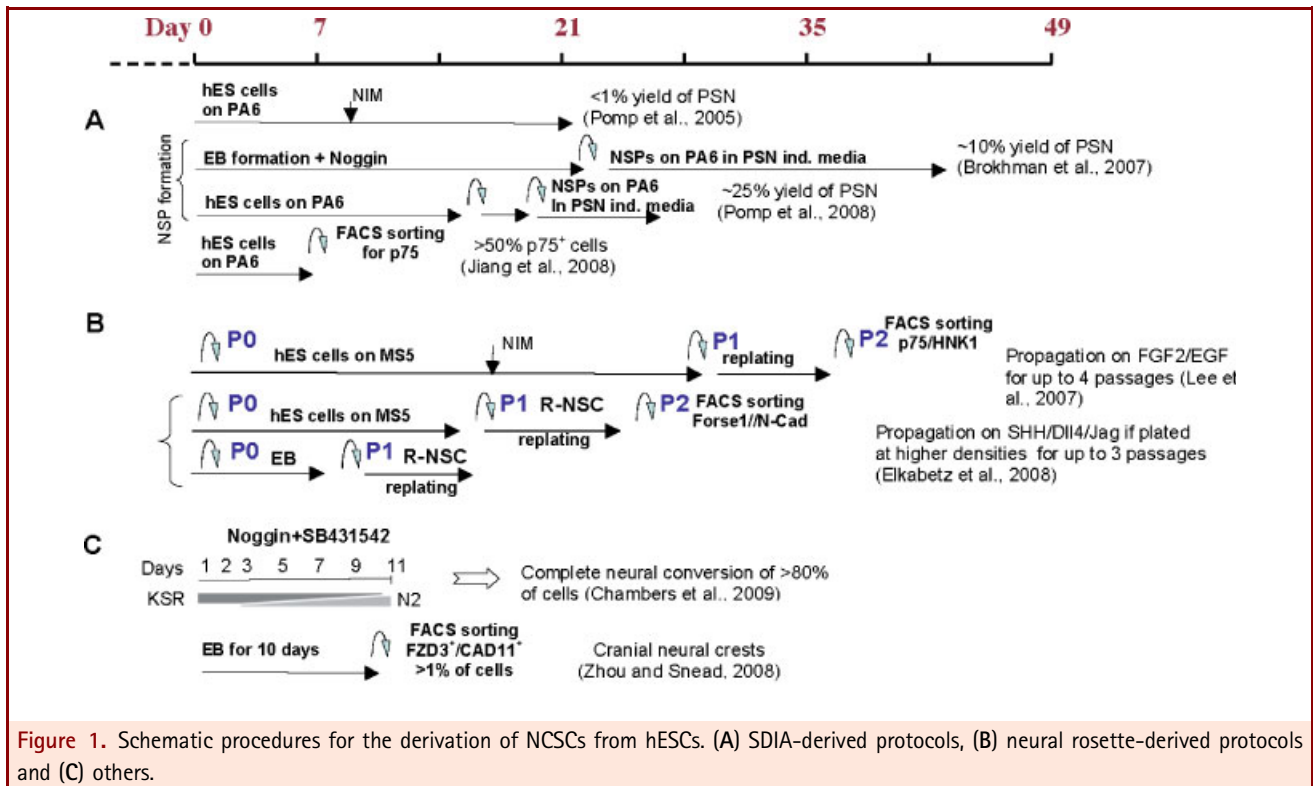 Day 0 7 21 35 49
A
NSP formation
hES cells
on PA6
NIM
<1% yield of PSN
(Pomp et al., 2005)
EB formation + Noggin
NSPs on PA6 in PSN ind. media
~10% yield of PSN
(Brokhman et al., 2007)
hES cells on PA6
NSPs on PA6
In PSN ind. media
~25% yield of PSN
(Pomp et al., 2008)
hES cells
on PA6
FACS sorting
for p75
>50% p75+ cells
(Jiang et al., 2008)
B
P0
hES cells on MS5
NIM
P1
replating
P2 FACS sorting
p75/HNK1
Propagation on FGF2/EGF
for up to 4 passages (Lee et
al., 2007)
P0
hES cells on MS5
P1 R-NSC
replating
P2 FACS sorting
Forse1//N-Cad
P0 EB
P1 R-NSC
replating
Propagation on SHH/Dll4/Jag if plated
at higher densities for up to 3 passages
(Elkabetz et al., 2008)
C
Noggin+SB431542
Days 1 2 3 5 7 9 11
KSR N2
Complete neural conversion of >80%
of cells (Chambers et al.. 2009)
EB for 10 days
FACS sorting
FZD3+/CAD11+
>1% of cells
Cranial neural crests
(Zhou and Snead, 2008)
Figure 1. Schematic procedures for the derivation of NCSCs from hESCs. (A) SDIA-derived protocols, (B) neural rosette-derived protocols
and (C) others.